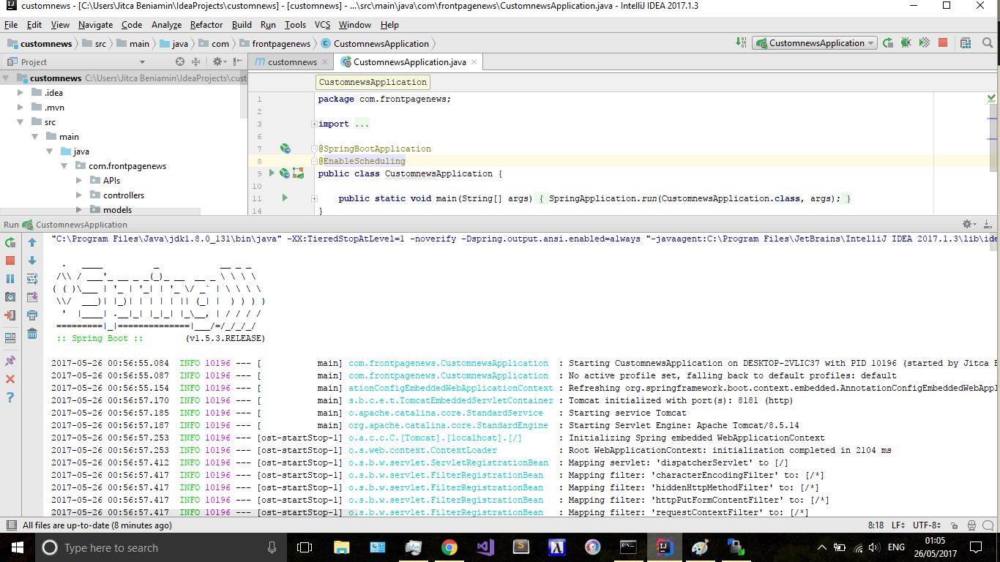 customnews - [C:\Users\Jitca Beniamin\IdeaProjects\customnews] - [customnews] - ...\src\main\java\com\frontpagenews\CustomnewsApplication.java - IntelliJ IDEA 2017.1.3
File Edit View Navigate Code Analyze Refactor Build Run Tools VCS Window Help
customnews src main java com frontpagenews CustomnewsApplication CustomnewsApplication
Project customnews CustomnewsApplication.java
customnews C:\Users\Jitca Beniamin\IdeaProjects\cust
.idea
.mvn
src
main
java
com.frontpagenews
APIs
controllers
models
CustomnewsApplication
1 package com.frontpagenews;
2
3 import ...
6
7 @SpringBootApplication
8 @EnableScheduling
9 public class CustomnewsApplication {
10
11 public static void main(String[] args) { SpringApplication.run(CustomnewsApplication.class, args); }
14 }
Run CustomnewsApplication
"C:\Program Files\Java\jdk1.8.0_131\bin\java" -XX:TieredStopAtLevel=1 -noverify -Dspring.output.ansi.enabled=always "-javaagent:C:\Program Files\JetBrains\IntelliJ IDEA 2017.1.3\lib\ide
  .   ____          _            __ _ _
 /\\ / ___'_ __ _ _(_)_ __  __ _ \ \ \ \
( ( )\___ | '_ | '_| | '_ \/ _` | \ \ \ \
 \\/  ___)| |_)| | | | | || (_| |  ) ) ) )
  '  |____| .__|_| |_|_| |_\__, | / / / /
 =========|_|==============|___/=/_/_/_/
:: Spring Boot :: (v1.5.3.RELEASE)
2017-05-26 00:56:55.084 INFO 10196 --- [ main] com.frontpagenews.CustomnewsApplication : Starting CustomnewsApplication on DESKTOP-2VLIC37 with PID 10196 (started by Jitca B
2017-05-26 00:56:55.087 INFO 10196 --- [ main] com.frontpagenews.CustomnewsApplication : No active profile set, falling back to default profiles: default
2017-05-26 00:56:55.154 INFO 10196 --- [ main] ationConfigEmbeddedWebApplicationContext : Refreshing org.springframework.boot.context.embedded.AnnotationConfigEmbeddedWebAppl
2017-05-26 00:56:57.170 INFO 10196 --- [ main] s.b.c.e.t.TomcatEmbeddedServletContainer : Tomcat initialized with port(s): 8181 (http)
2017-05-26 00:56:57.185 INFO 10196 --- [ main] o.apache.catalina.core.StandardService : Starting service Tomcat
2017-05-26 00:56:57.187 INFO 10196 --- [ main] org.apache.catalina.core.StandardEngine : Starting Servlet Engine: Apache Tomcat/8.5.14
2017-05-26 00:56:57.253 INFO 10196 --- [ost-startStop-1] o.a.c.c.C.[Tomcat].[localhost].[/] : Initializing Spring embedded WebApplicationContext
2017-05-26 00:56:57.253 INFO 10196 --- [ost-startStop-1] o.s.web.context.ContextLoader : Root WebApplicationContext: initialization completed in 2104 ms
2017-05-26 00:56:57.412 INFO 10196 --- [ost-startStop-1] o.s.b.w.servlet.ServletRegistrationBean : Mapping servlet: 'dispatcherServlet' to [/]
2017-05-26 00:56:57.417 INFO 10196 --- [ost-startStop-1] o.s.b.w.servlet.FilterRegistrationBean : Mapping filter: 'characterEncodingFilter' to: [/*]
2017-05-26 00:56:57.417 INFO 10196 --- [ost-startStop-1] o.s.b.w.servlet.FilterRegistrationBean : Mapping filter: 'hiddenHttpMethodFilter' to: [/*]
2017-05-26 00:56:57.417 INFO 10196 --- [ost-startStop-1] o.s.b.w.servlet.FilterRegistrationBean : Mapping filter: 'httpPutFormContentFilter' to: [/*]
2017-05-26 00:56:57.417 INFO 10196 --- [ost-startStop-1] o.s.b.w.servlet.FilterRegistrationBean : Mapping filter: 'requestContextFilter' to: [/*]
All files are up-to-date (8 minutes ago) 8:18 LF UTF-8
Type here to search ENG 01:05
26/05/2017